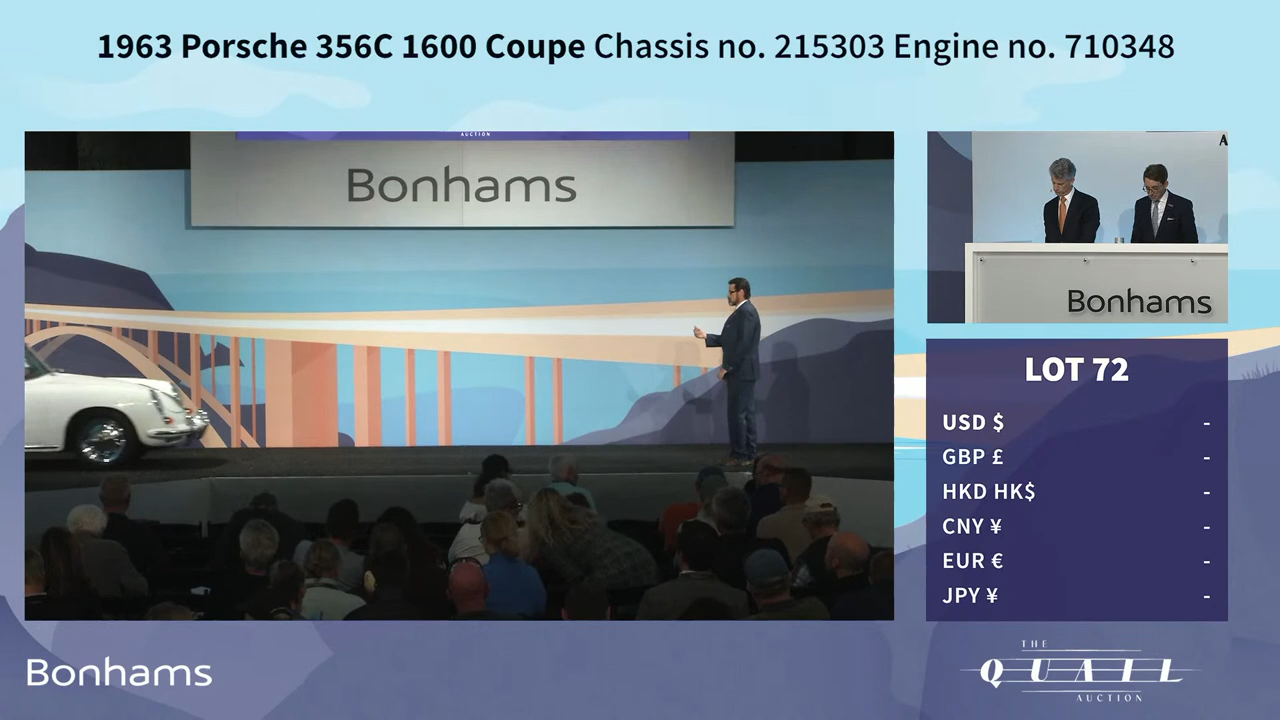 1963 Porsche 356C 1600 Coupe Chassis no. 215303 Engine no. 710348
AUCTION
Bonhams
A
Bonhams
LOT 72
USD $ -
GBP £ -
HKD HK$ -
CNY ¥ -
EUR € -
JPY ¥ -
Bonhams
THE
QUAIL
AUCTION